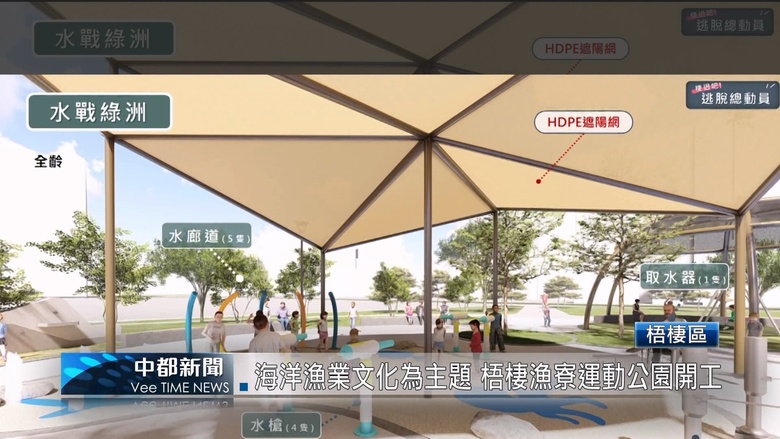 水戰綠洲
HDPE遮陽網
逃脫總動員
水戰綠洲
逃脫總動員
HDPE遮陽網
全齡
水廊道(5隻)
取水器(1隻)
梧棲區
中都新聞
Vee TIME NEWS
海洋漁業文化為主題 梧棲漁寮運動公園開工
水槍(4隻)